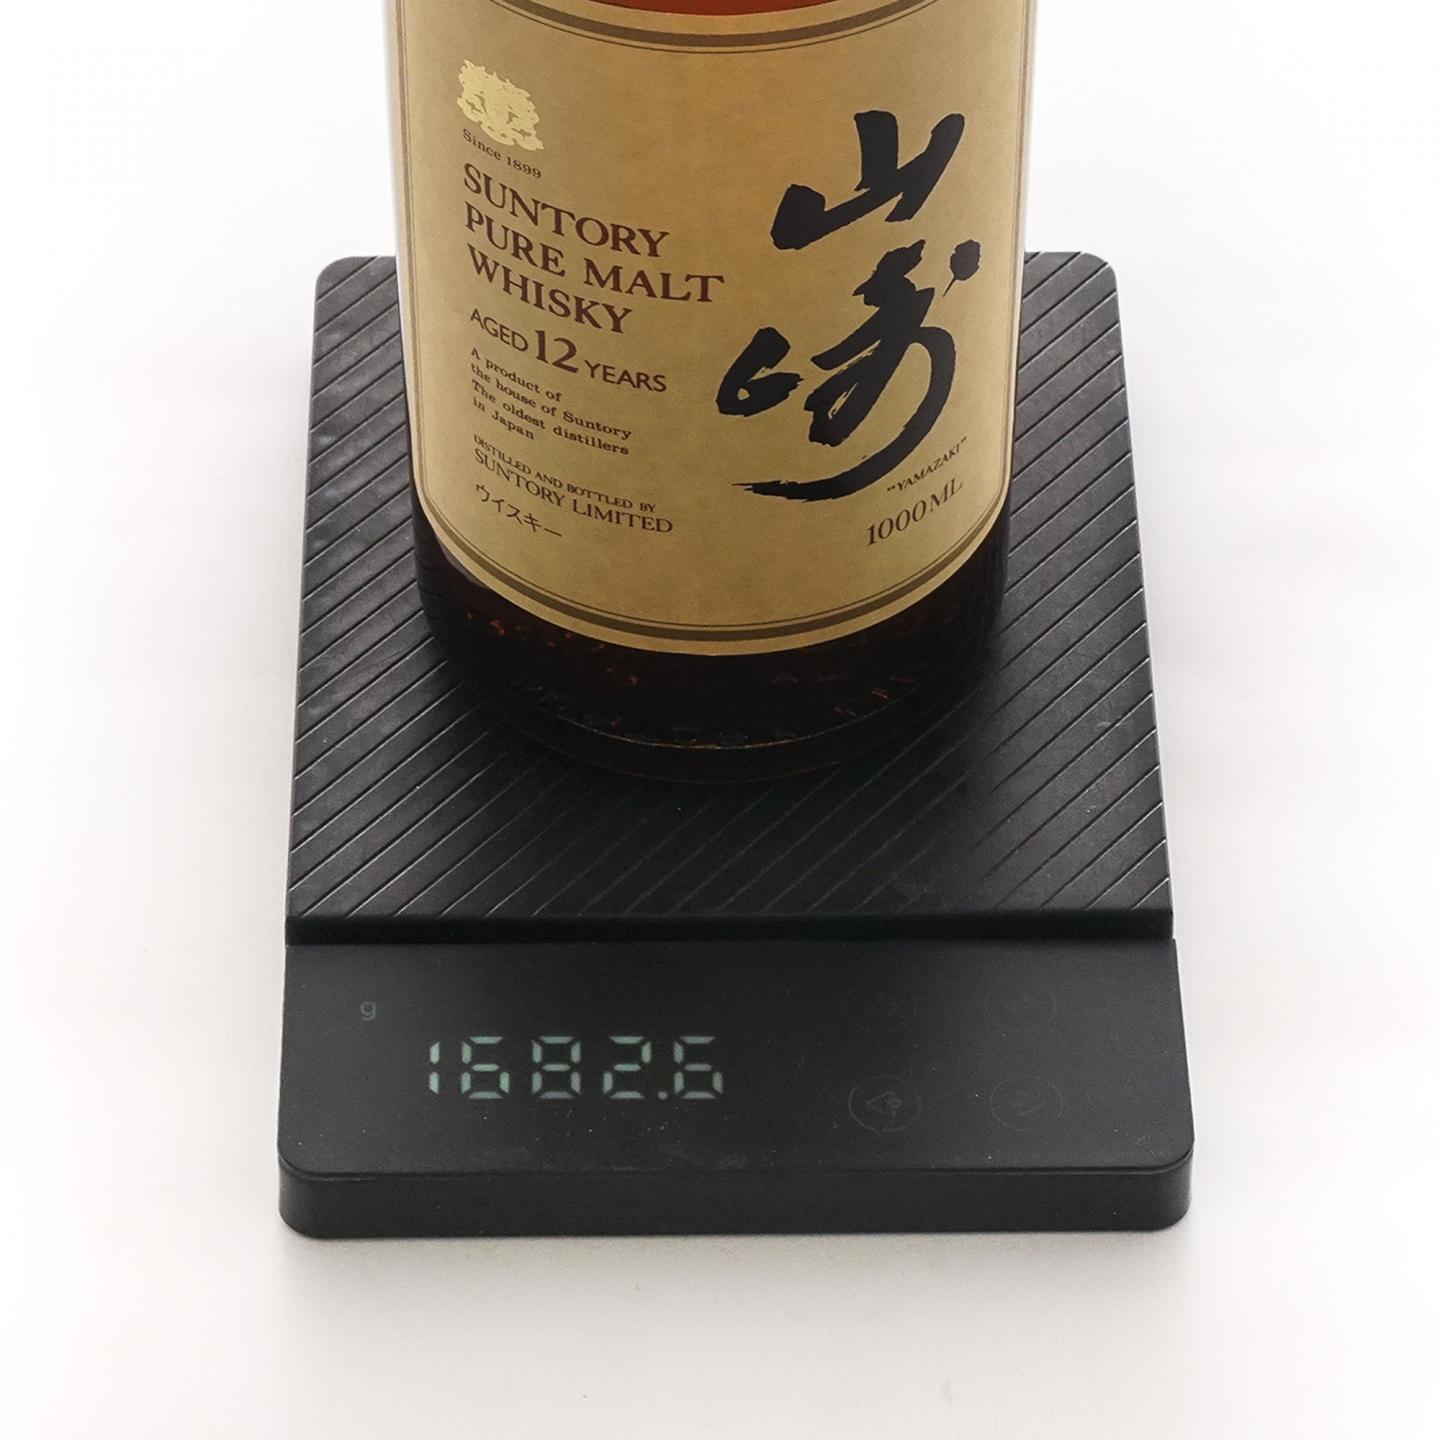 Since 1899
SUNTORY
PURE MALT
WHISKY
AGED 12 YEARS
A product of
the house of Suntory
The oldest distillers
in Japan
DISTILLED AND BOTTLED BY
SUNTORY LIMITED
ウイスキー
山崎
"YAMAZAKI"
1000ML
g
1682.6